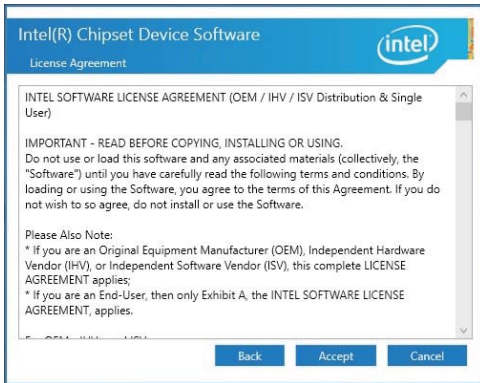 Intel(R) Chipset Device Software
License Agreement
intel
INTEL SOFTWARE LICENSE AGREEMENT (OEM / IHV / ISV Distribution & Single
User)
IMPORTANT - READ BEFORE COPYING, INSTALLING OR USING.
Do not use or load this software and any associated materials (collectively, the
"Software") until you have carefully read the following terms and conditions. By
loading or using the Software, you agree to the terms of this Agreement. If you do
not wish to so agree, do not install or use the Software.
Please Also Note:
* If you are an Original Equipment Manufacturer (OEM), Independent Hardware
Vendor (IHV), or Independent Software Vendor (ISV), this complete LICENSE
AGREEMENT applies;
* If you are an End-User, then only Exhibit A, the INTEL SOFTWARE LICENSE
AGREEMENT, applies.
Back Accept Cancel